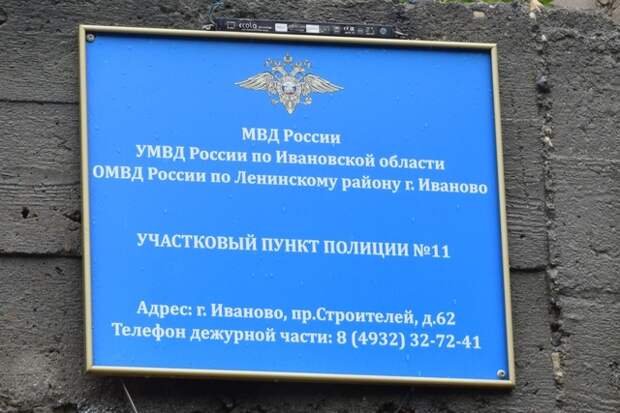 МВД России
УМВД России по Ивановской области
ОМВД России по Ленинскому району г. Иваново
УЧАСТКОВЫЙ ПУНКТ ПОЛИЦИИ №11
Адрес: г. Иваново, пр.Строителей, д.62
Телефон дежурной части: 8 (4932) 32-72-41